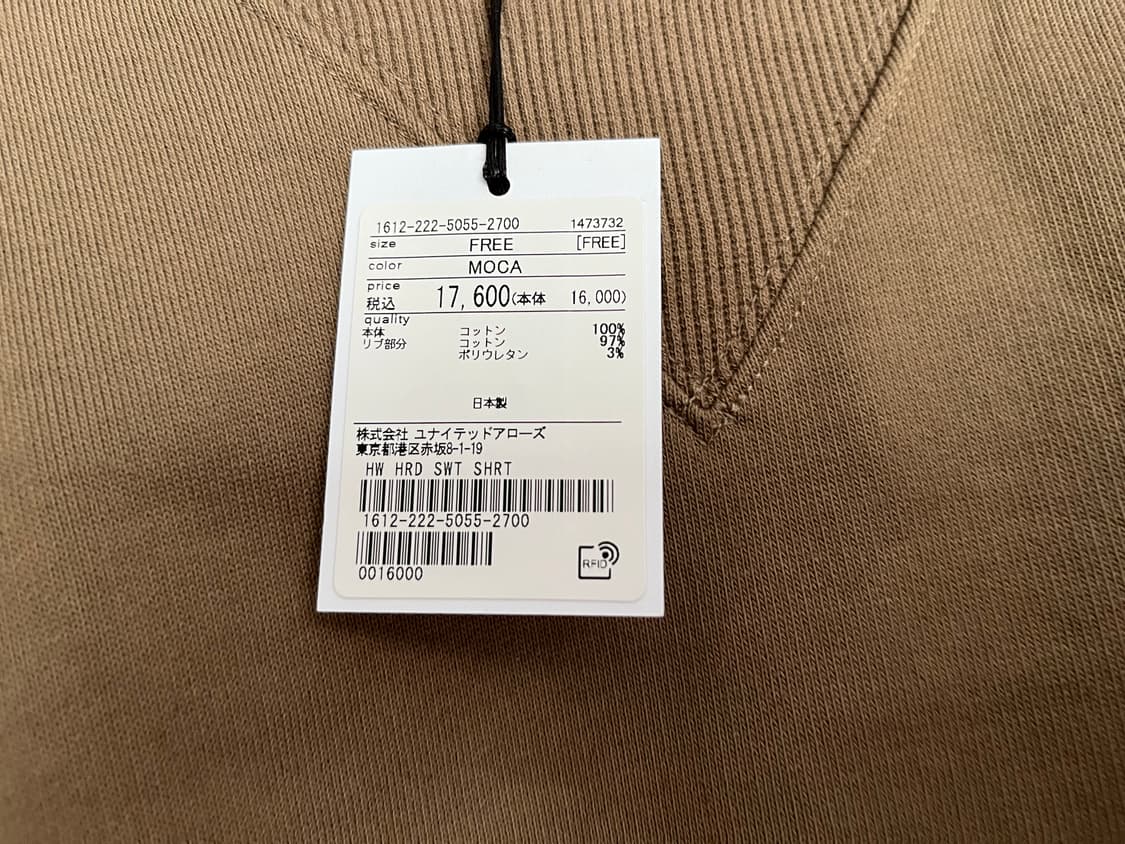 1612-222-5055-2700 1473732
size FREE [FREE]
color MOCA
price
税込 17,600(本体 16,000)
quality
本体 コットン 100%
リブ部分 コットン 97%
ポリウレタン 3%
日本製
株式会社 ユナイテッドアローズ
東京都港区赤坂8-1-19
HW HRD SWT SHRT
1612-222-5055-2700
0016000
RFID